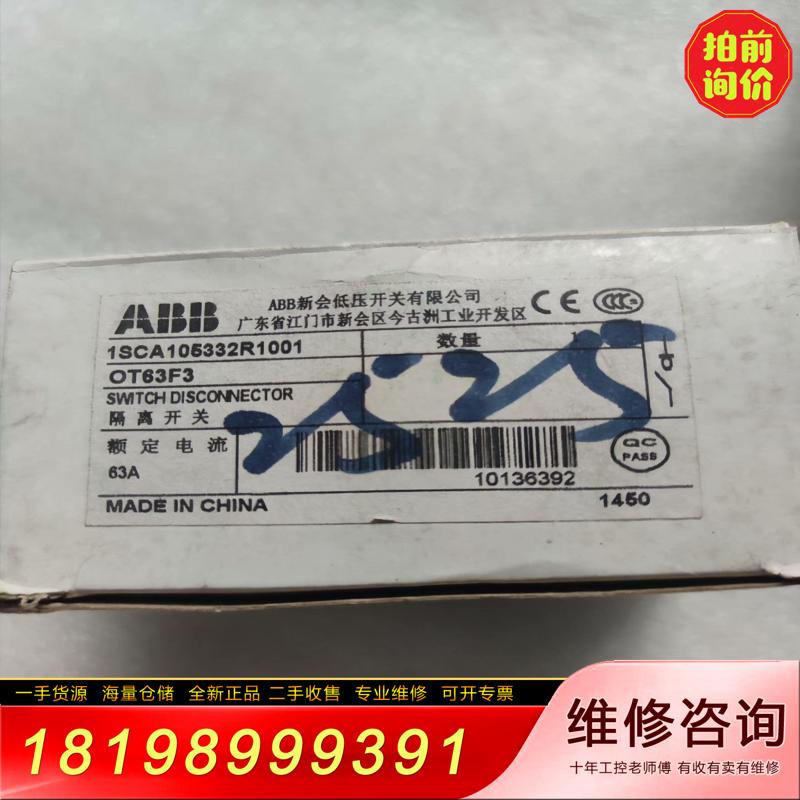 拍前
询价
ABB
ABB新会低压开关有限公司
广东省江门市新会区今古洲工业开发区
CE
CCC
1SCA105332R1001
数量
OT63F3
SWITCH DISCONNECTOR
隔离开关
额定电流
63A
25 25
QC
PASS
10136392
MADE IN CHINA
1450
一手货源 海量仓储 全新正品 二手收售 专业维修 可开专票
18198999391
维修咨询
十年工控老师傅 有收有卖有维修